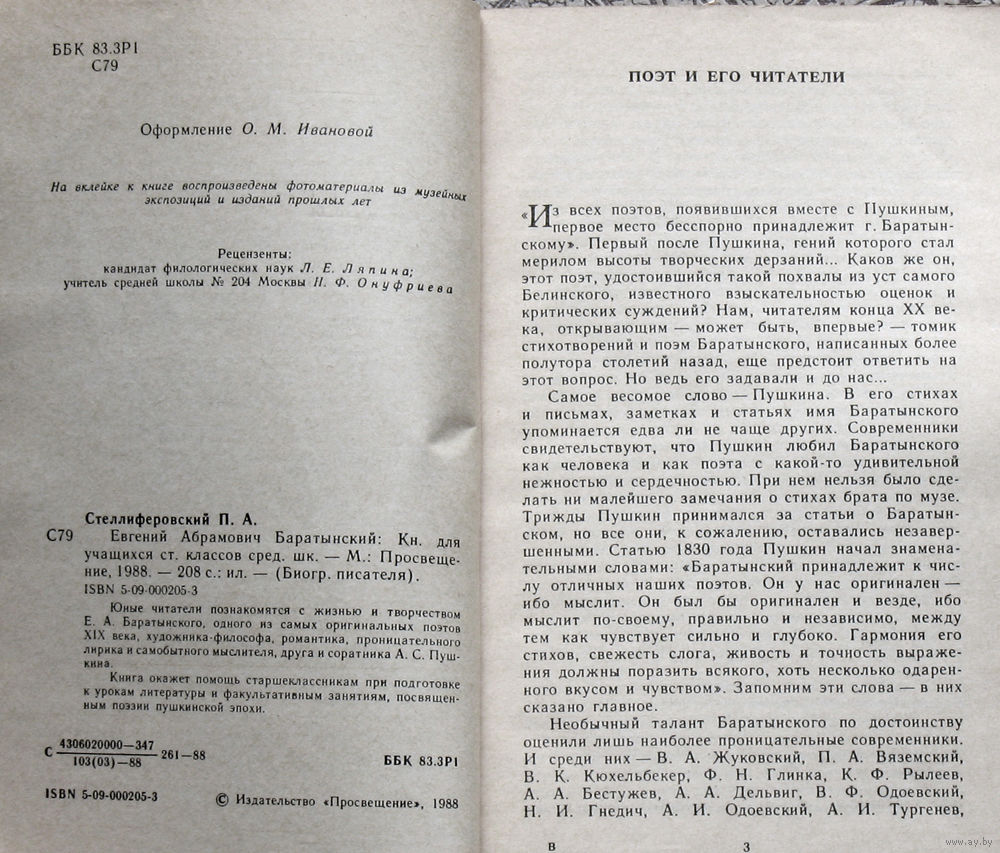 ББК 83.3Р1
С79
Оформление О. М. Ивановой
На вклейке к книге воспроизведены фотоматериалы из музейных
экспозиций и изданий прошлых лет
Рецензенты:
кандидат филологических наук Л. Е. Ляпина;
учитель средней школы № 204 Москвы Н. Ф. Онуфриева
Стеллиферовский П. А.
С79 Евгений Абрамович Баратынский: Кн. для
учащихся ст. классов сред. шк. — М.: Просвеще-
ние, 1988. — 208 с.: ил. — (Биогр. писателя).
ISBN 5-09-000205-3
Юные читатели познакомятся с жизнью и творчеством
Е. А. Баратынского, одного из самых оригинальных поэтов
XIX века, художника-философа, романтика, проницательного
лирика и самобытного мыслителя, друга и соратника А. С. Пуш-
кина.
Книга окажет помощь старшеклассникам при подготовке
к урокам литературы и факультативным занятиям, посвящен-
ным поэзии пушкинской эпохи.
С 4306020000—347
103(03)—88 261—88
ББК 83.3Р1
ISBN 5-09-000205-3
© Издательство «Просвещение», 1988
ПОЭТ И ЕГО ЧИТАТЕЛИ
«Из всех поэтов, появившихся вместе с Пушкиным,
первое место бесспорно принадлежит г. Баратын-
скому». Первый после Пушкина, гений которого стал
мерилом высоты творческих дерзаний... Каков же он,
этот поэт, удостоившийся такой похвалы из уст самого
Белинского, известного взыскательностью оценок и
критических суждений? Нам, читателям конца XX ве-
ка, открывающим — может быть, впервые? — томик
стихотворений и поэм Баратынского, написанных более
полутора столетий назад, еще предстоит ответить на
этот вопрос. Но ведь его задавали и до нас...
Самое весомое слово — Пушкина. В его стихах
и письмах, заметках и статьях имя Баратынского
упоминается едва ли не чаще других. Современники
свидетельствуют, что Пушкин любил Баратынского
как человека и как поэта с какой-то удивительной
нежностью и сердечностью. При нем нельзя было сде-
лать ни малейшего замечания о стихах брата по музе.
Трижды Пушкин принимался за статьи о Баратын-
ском, но все они, к сожалению, оставались незавер-
шенными. Статью 1830 года Пушкин начал знамена-
тельными словами: «Баратынский принадлежит к чис-
лу отличных наших поэтов. Он у нас оригинален —
ибо мыслит. Он был бы оригинален и везде, ибо
мыслит по-своему, правильно и независимо, между
тем как чувствует сильно и глубоко. Гармония его
стихов, свежесть слога, живость и точность выраже-
ния должны поразить всякого, хоть несколько одарен-
ного вкусом и чувством». Запомним эти слова — в них
сказано главное.
Необычный талант Баратынского по достоинству
оценили лишь наиболее проницательные современники.
И среди них — В. А. Жуковский, П. А. Вяземский,
В. К. Кюхельбекер, Ф. Н. Глинка, К. Ф. Рылеев,
А. А. Бестужев, А. А. Дельвиг, В. Ф. Одоевский,
Н. И. Гнедич, А. И. Одоевский, А. И. Тургенев,
в 3
www.ay.by